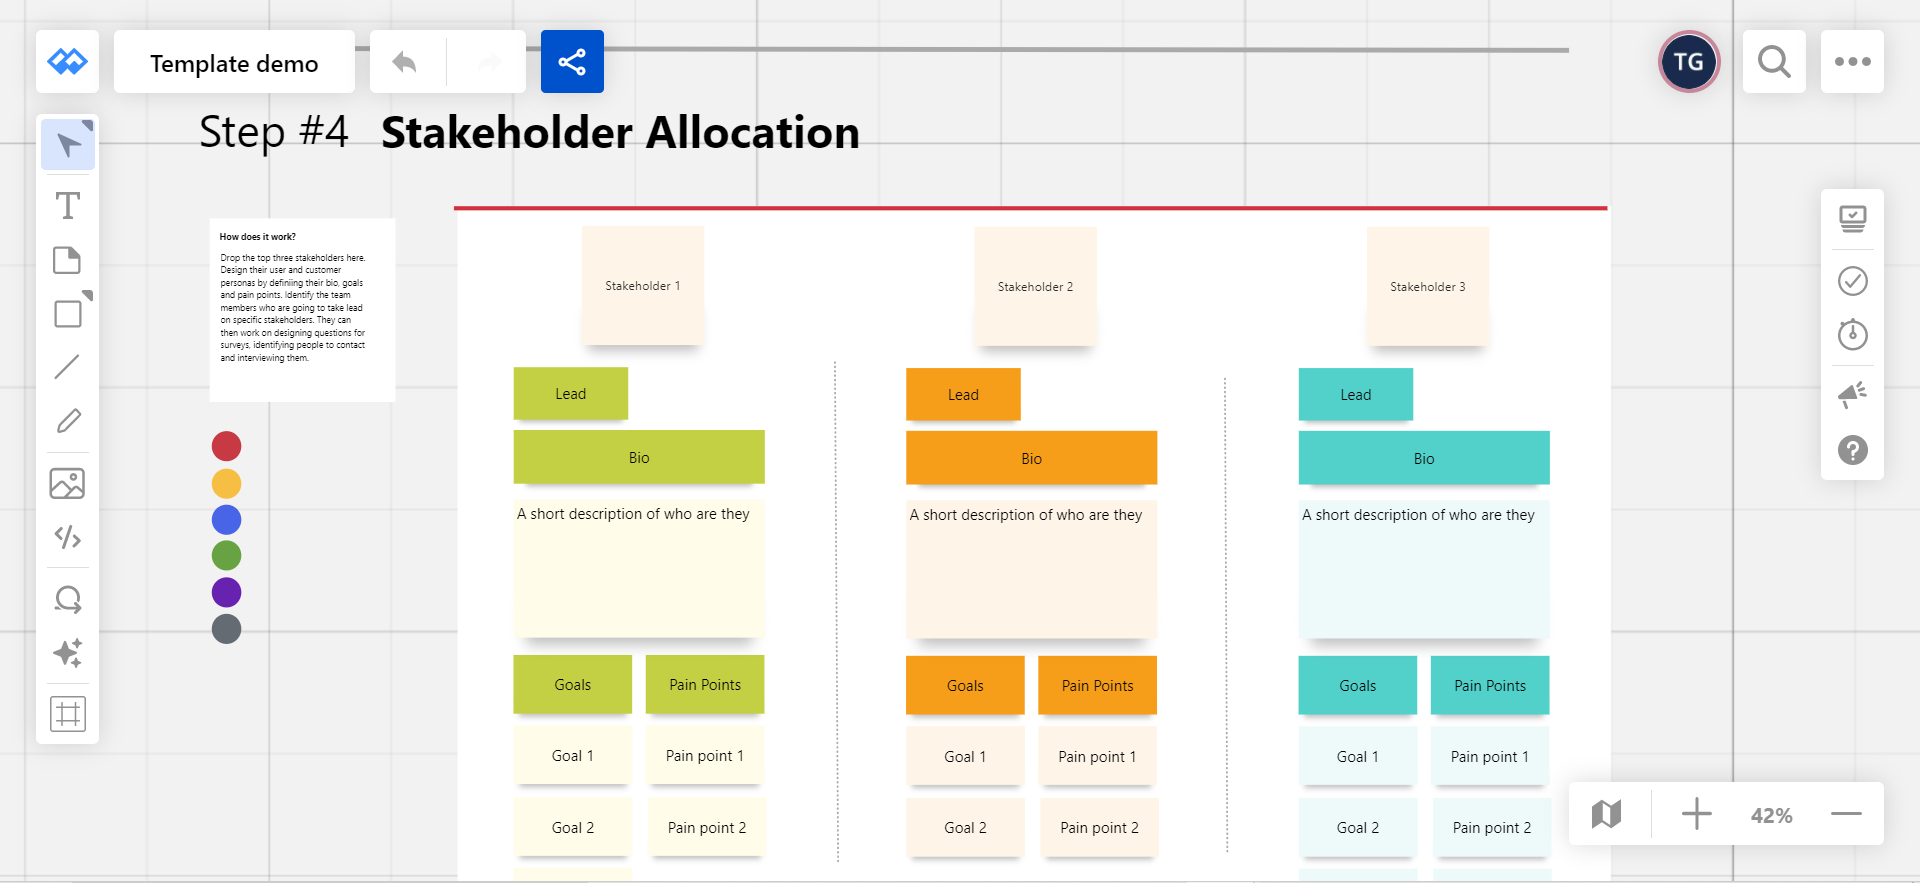 Template demo
TG
Step #4 Stakeholder Allocation
How does it work?
Drop the top three stakeholders here.
Design their user and customer
personas by definiing their bio, goals
and pain points. Identify the team
members who are going to take lead
on specific stakeholders. They can
then work on designing questions for
surveys, identifying people to contact
and interviewing them.
Stakeholder 1
Stakeholder 2
Stakeholder 3
Lead
Lead
Lead
Bio
Bio
Bio
A short description of who are they
A short description of who are they
A short description of who are they
Goals
Pain Points
Goals
Pain Points
Goals
Pain Points
Goal 1
Pain point 1
Goal 1
Pain point 1
Goal 1
Pain point 1
Goal 2
Pain point 2
Goal 2
Pain point 2
Goal 2
Pain point 2
42%